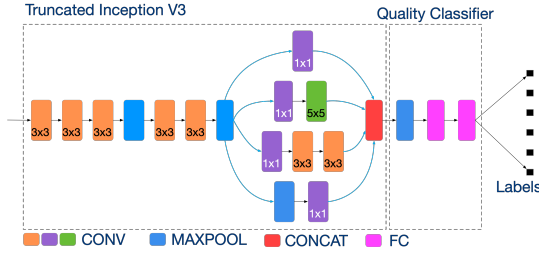 Truncated Inception V3
Quality Classifier
1x1
1x1
5x5
3x3
3x3
3x3
3x3
3x3
1x1
3x3
3x3
1x1
Labels
CONV
MAXPOOL
CONCAT
FC